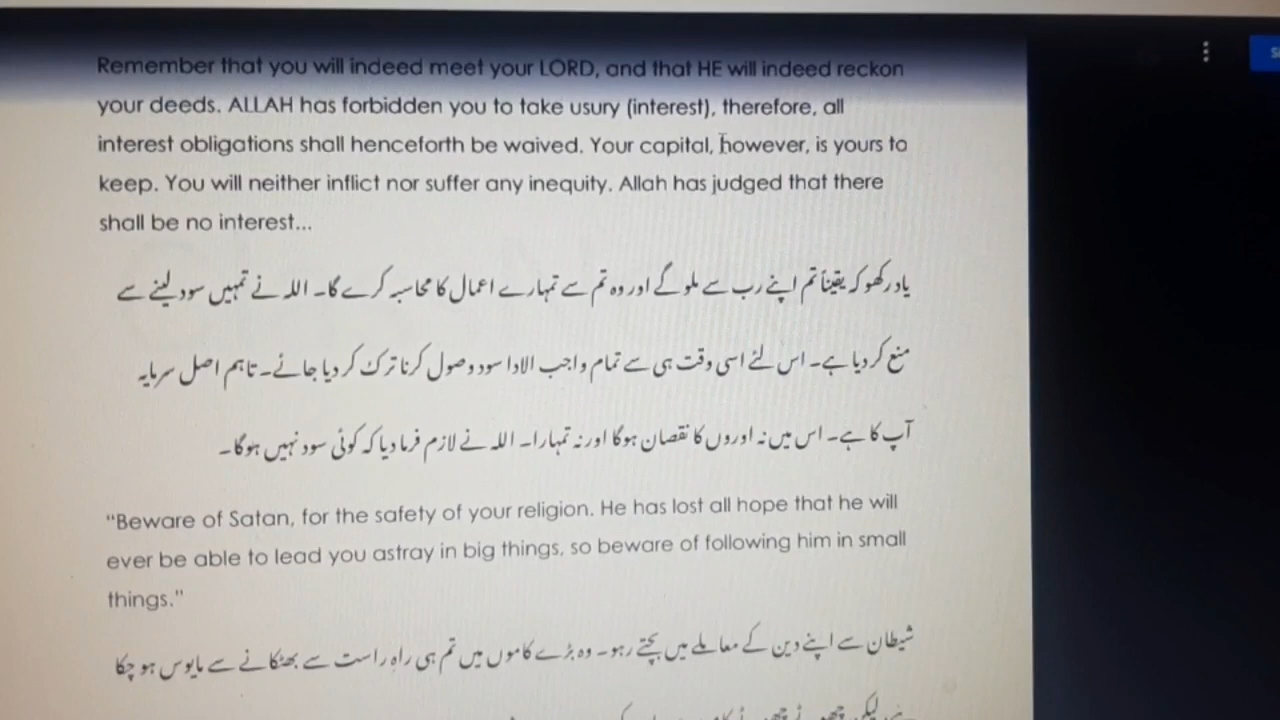 Remember that you will indeed meet your LORD, and that HE will indeed reckon
your deeds. ALLAH has forbidden you to take usury (interest), therefore, all
interest obligations shall henceforth be waived. Your capital, however, is yours to
keep. You will neither inflict nor suffer any inequity. Allah has judged that there
shall be no interest...
یاد رکھو کہ یقیناً تم اپنے رب سے ملو گے اور وہ تم سے تمہارے اعمال کا محاسبہ کرے گا۔ اللہ نے تمہیں سود لینے سے
منع کر دیا ہے۔ اس لئے اسی وقت ہی سے تمام واجب الادا سود وصول کرنا ترک کر دیا جائے۔ تاہم اصل سرمایہ
آپ کا ہے۔ اس میں نہ اوروں کا نقصان ہوگا اور نہ تمہارا۔ اللہ نے لازم فرما دیا کہ کوئی سود نہیں ہوگا۔
"Beware of Satan, for the safety of your religion. He has lost all hope that he will
ever be able to lead you astray in big things, so beware of following him in small
things."
شیطان سے اپنے دین کے معاملے میں بچتے رہو۔ وہ بڑے کاموں میں تم ہی راہِ راست سے بھٹکانے سے مایوس ہو چکا